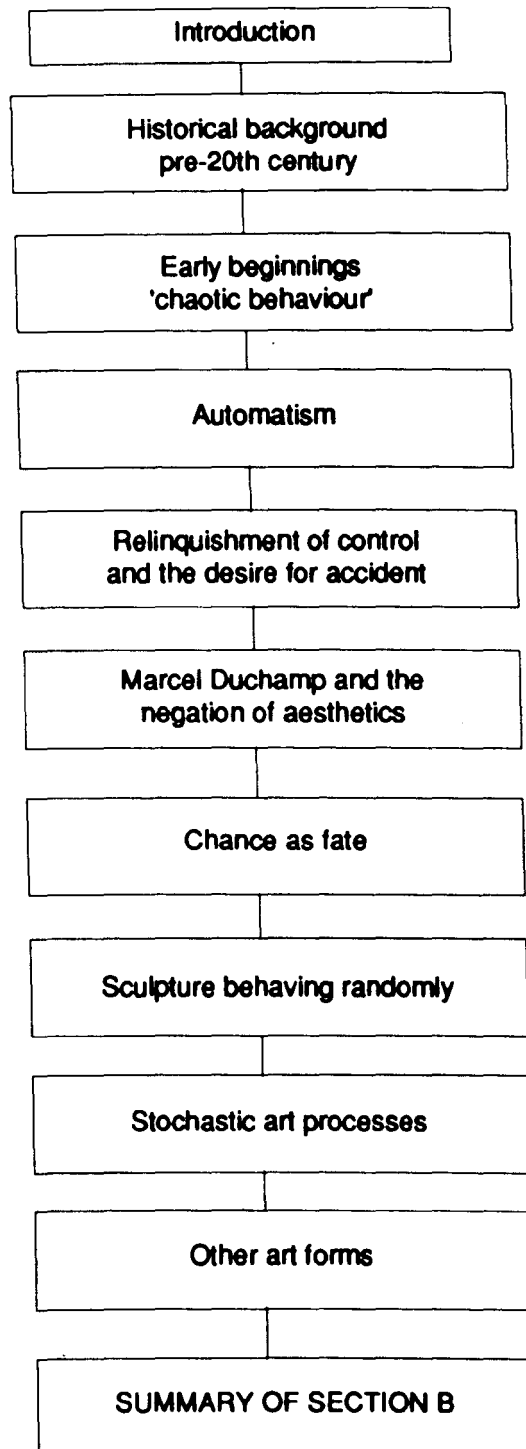 Introduction
Historical background
pre-20th century
Early beginnings
'chaotic behaviour'
Automatism
Relinquishment of control
and the desire for accident
Marcel Duchamp and the
negation of aesthetics
Chance as fate
Sculpture behaving randomly
Stochastic art processes
Other art forms
SUMMARY OF SECTION B